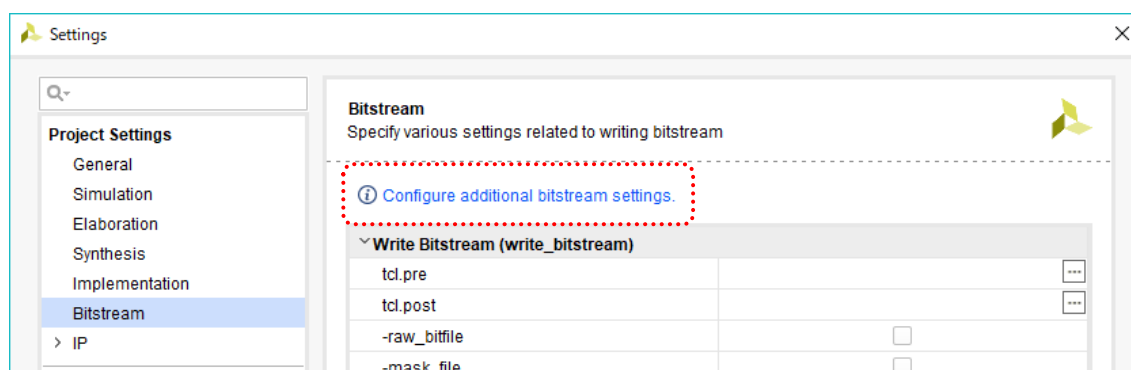 Settings
Project Settings
General
Simulation
Elaboration
Synthesis
Implementation
Bitstream
IP
Bitstream
Specify various settings related to writing bitstream
Configure additional bitstream settings.
Write Bitstream (write_bitstream)
tcl.pre
tcl.post
-raw_bitfile
-mask_file